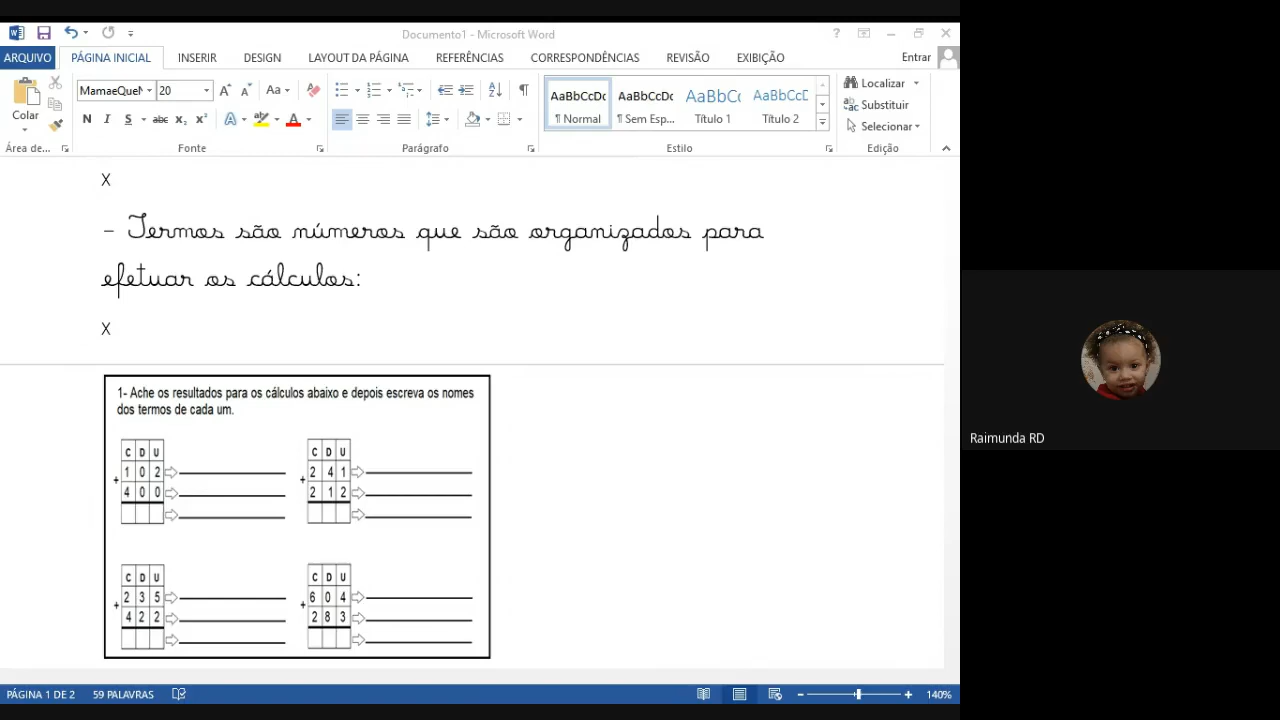 Documento1 - Microsoft Word
ARQUIVO PÁGINA INICIAL INSERIR DESIGN LAYOUT DA PÁGINA REFERÊNCIAS CORRESPONDÊNCIAS REVISÃO EXIBIÇÃO Entrar
Colar
Área de...
MamaeQueN 20
N I S abc X₂ X²
Fonte
Parágrafo
AaBbCcDc AaBbCcDc AaBbC AaBbCcD
¶ Normal ¶ Sem Esp... Título 1 Título 2
Estilo
Localizar
Substituir
Selecionar
Edição
X
- Termos são números que são organizados para
efetuar os cálculos:
X
1- Ache os resultados para os cálculos abaixo e depois escreva os nomes
dos termos de cada um.
C D U
1 0 2
+
4 0 0
C D U
2 4 1
+
2 1 2
C D U
2 3 5
+
4 2 2
C D U
6 0 4
+
2 8 3
PÁGINA 1 DE 2 59 PALAVRAS 140%
Raimunda RD